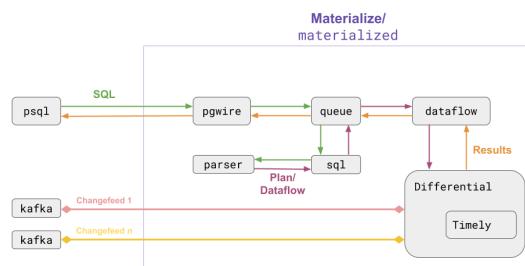 Materialize/
materialized
SQL
psql
pgwire
queue
dataflow
Results
parser
sql
Plan/
Dataflow
Differential
kafka
Changefeed 1
Timely
kafka
Changefeed n